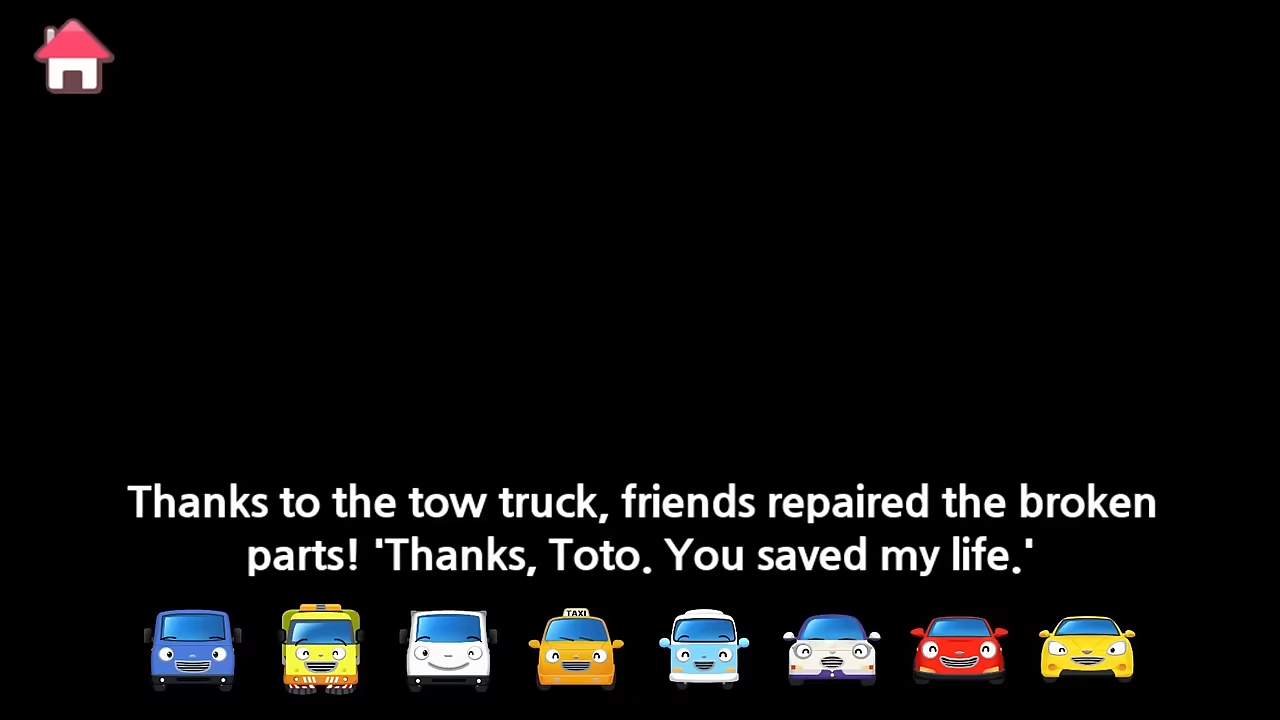 Thanks to the tow truck, friends repaired the broken
parts! 'Thanks, Toto. You saved my life.'
TAXI